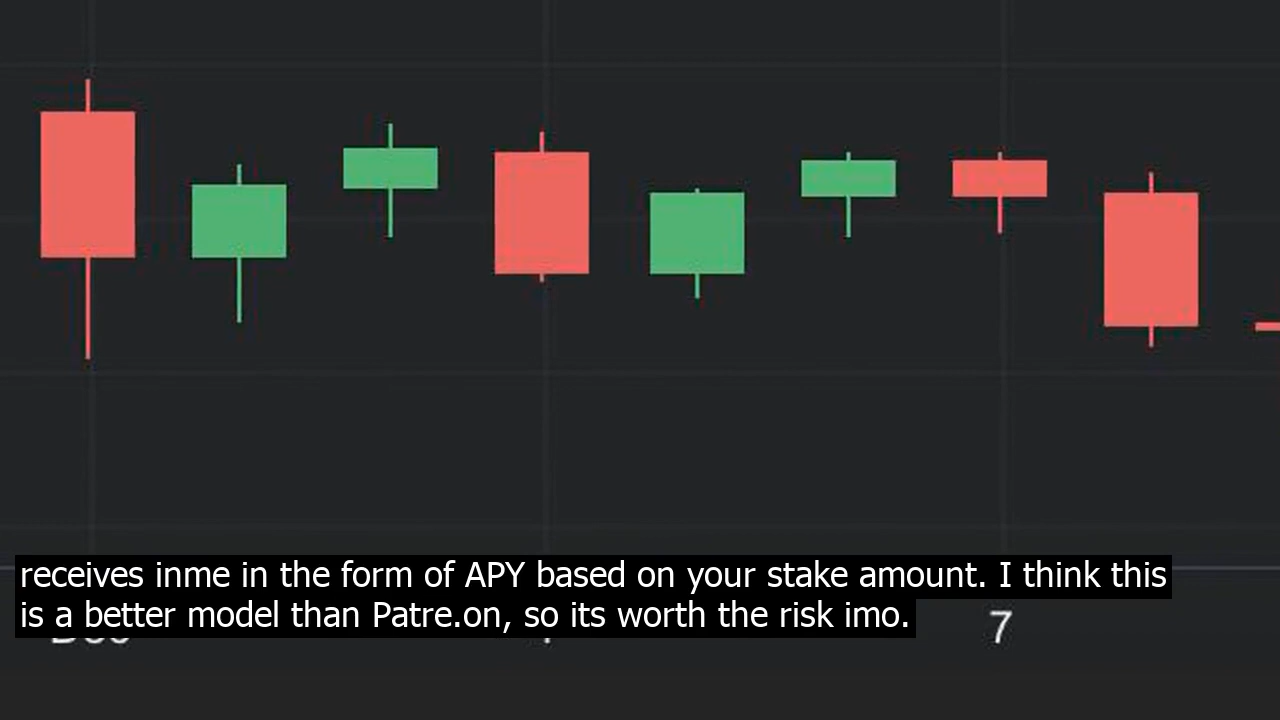 receives inme in the form of APY based on your stake amount. I think this
is a better model than Patre.on, so its worth the risk imo.
7